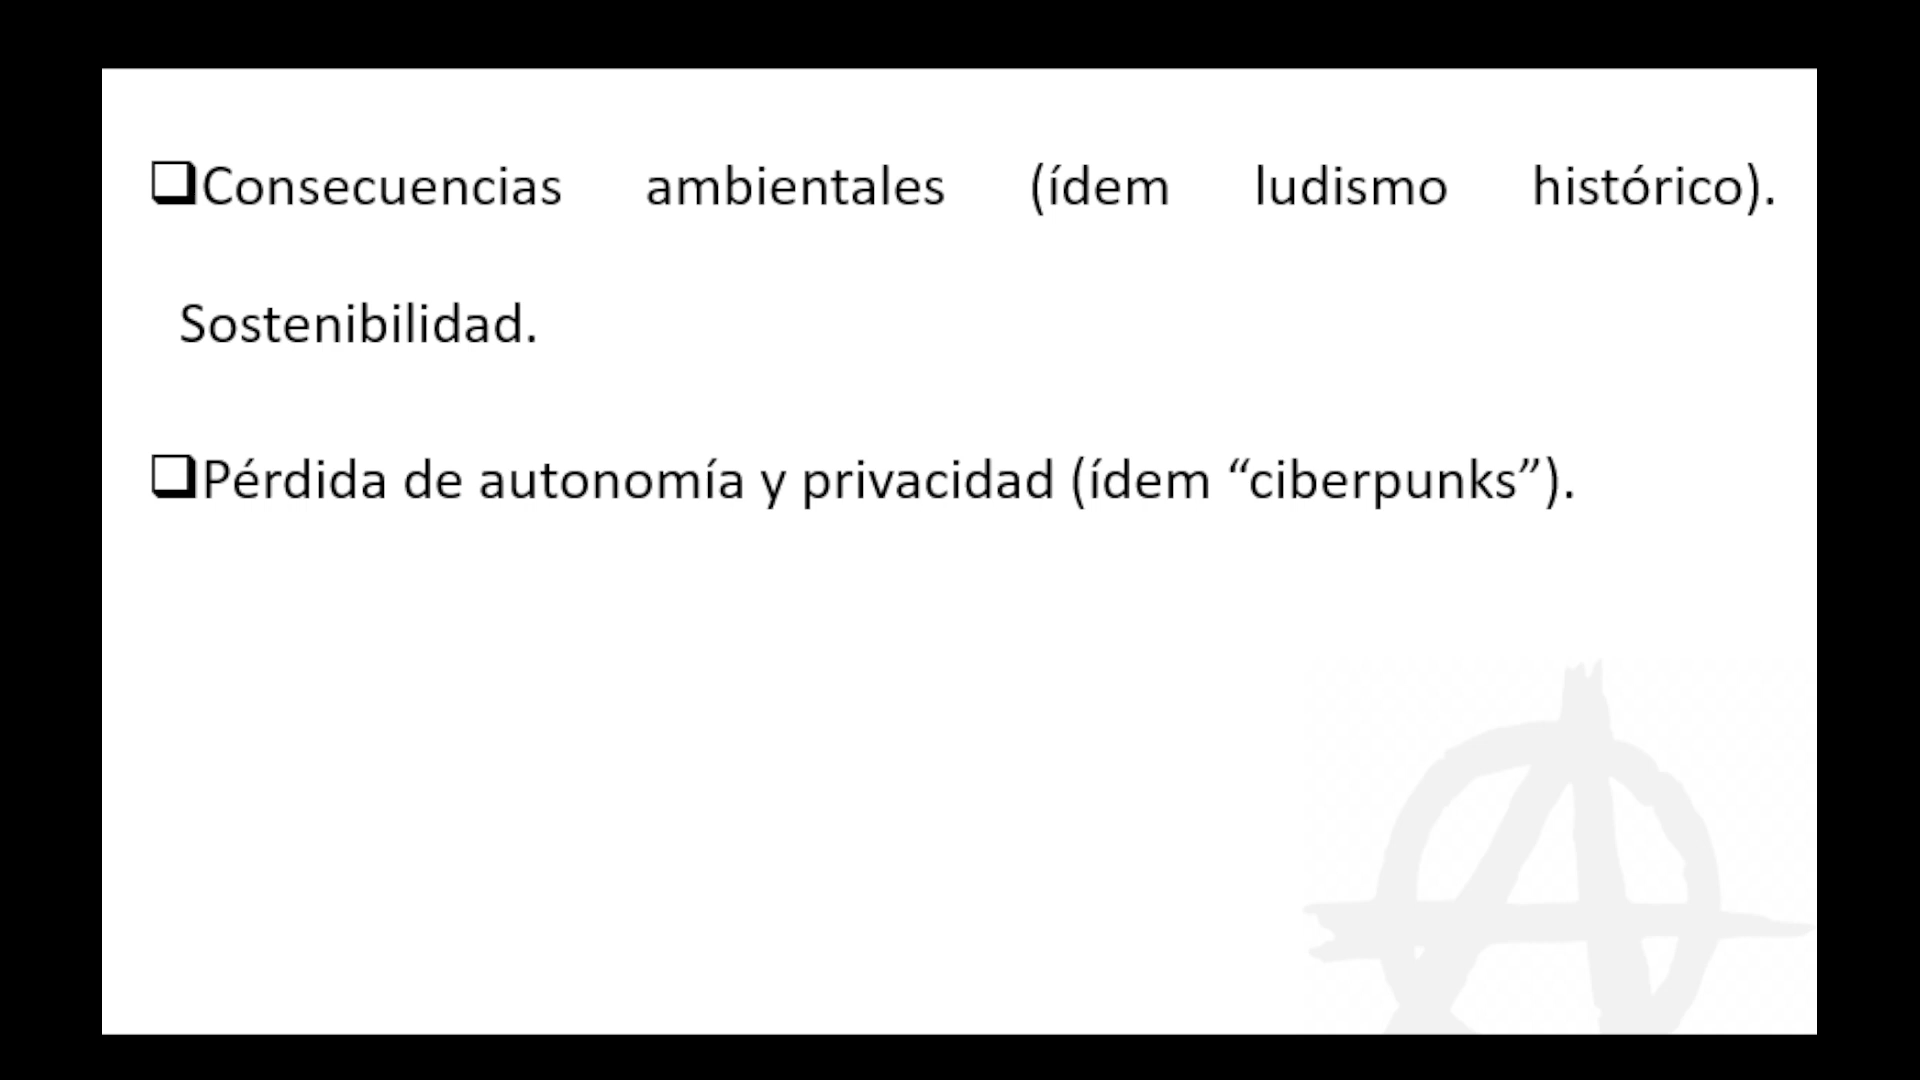 ❑Consecuencias ambientales (ídem ludismo histórico).
Sostenibilidad.
❑Pérdida de autonomía y privacidad (ídem “ciberpunks”).